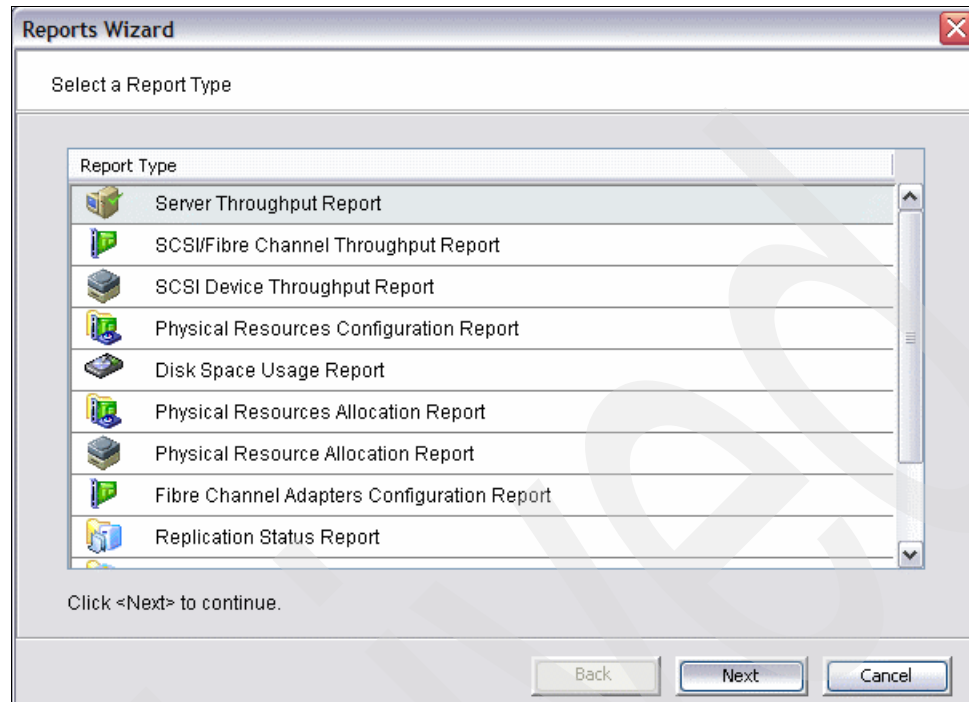 Reports Wizard
Select a Report Type
Report Type
Server Throughput Report
SCSI/Fibre Channel Throughput Report
SCSI Device Throughput Report
Physical Resources Configuration Report
Disk Space Usage Report
Physical Resources Allocation Report
Physical Resource Allocation Report
Fibre Channel Adapters Configuration Report
Replication Status Report
Click <Next> to continue.
Back
Next
Cancel